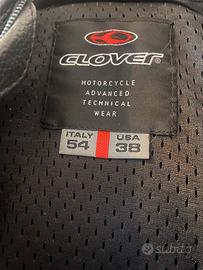 CLOVER®
MOTORCYCLE
ADVANCED
TECHNICAL
WEAR
ITALY USA
54 38
subito